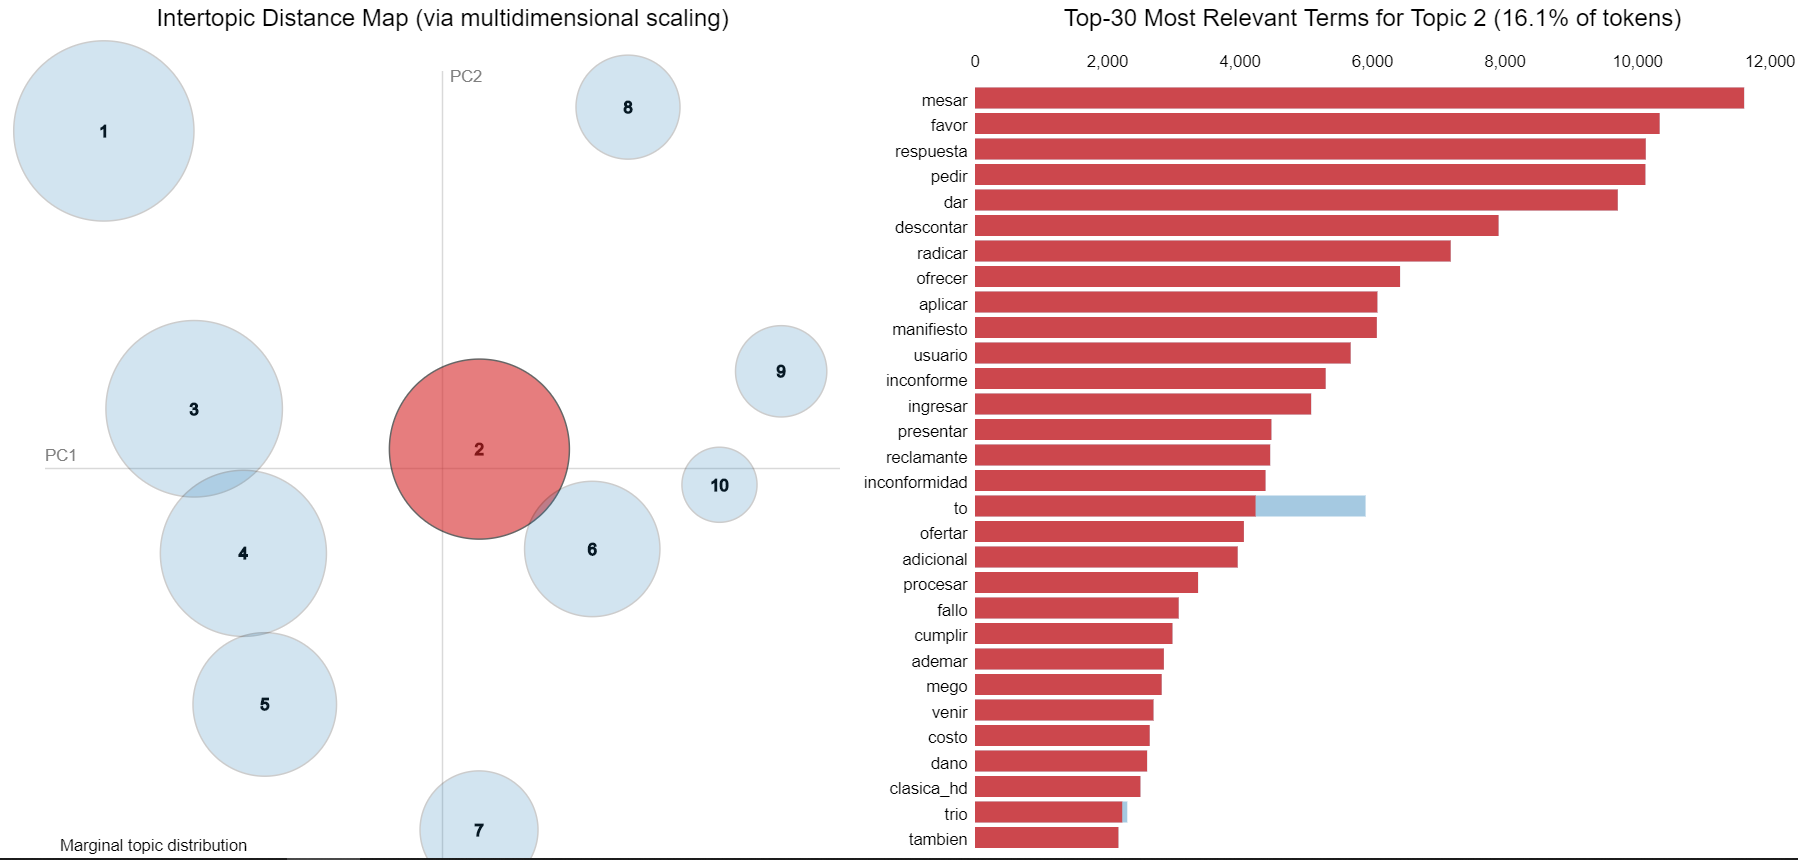 Intertopic Distance Map (via multidimensional scaling)
PC2
PC1
1
8
3
9
2
10
4
6
5
7
Marginal topic distribution
Top-30 Most Relevant Terms for Topic 2 (16.1% of tokens)
0 2,000 4,000 6,000 8,000 10,000 12,000
mesar
favor
respuesta
pedir
dar
descontar
radicar
ofrecer
aplicar
manifiesto
usuario
inconforme
ingresar
presentar
reclamante
inconformidad
to
ofertar
adicional
procesar
fallo
cumplir
ademar
mego
venir
costo
dano
clasica_hd
trio
tambien